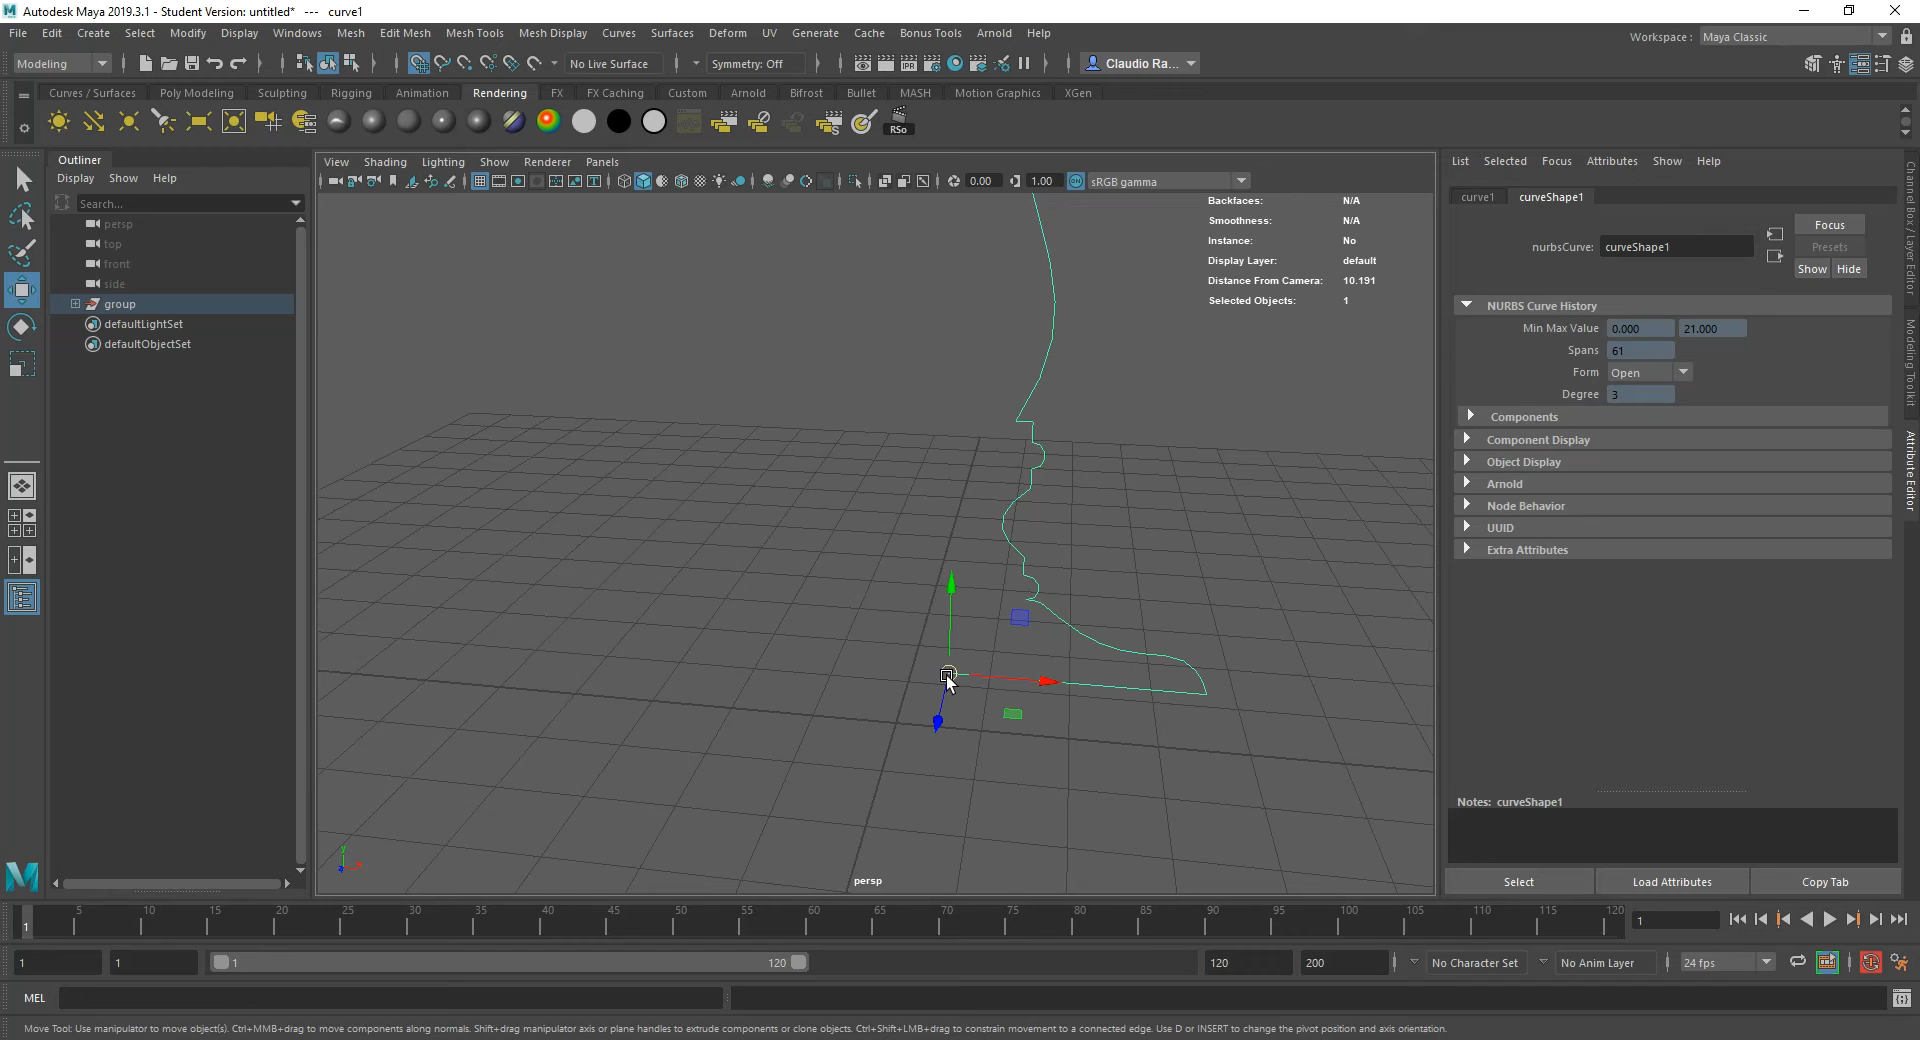 Autodesk Maya 2019.3.1 - Student Version: untitled* --- curve1
File Edit Create Select Modify Display Windows Mesh Edit Mesh Mesh Tools Mesh Display Curves Surfaces Deform UV Generate Cache Bonus Tools Arnold Help
Workspace : Maya Classic
Modeling No Live Surface Symmetry: Off Claudio Ra...
Curves / Surfaces Poly Modeling Sculpting Rigging Animation Rendering FX FX Caching Custom Arnold Bifrost Bullet MASH Motion Graphics XGen
IPR
RSo
Outliner
Display Show Help
Search...
persp
top
front
side
group
defaultLightSet
defaultObjectSet
View Shading Lighting Show Renderer Panels
0.00 1.00 sRGB gamma
Backfaces: N/A
Smoothness: N/A
Instance: No
Display Layer: default
Distance From Camera: 10.191
Selected Objects: 1
y
persp
List Selected Focus Attributes Show Help
curve1 curveShape1
Focus
nurbsCurve: curveShape1
Presets
Show Hide
NURBS Curve History
Min Max Value 0.000 21.000
Spans 61
Form Open
Degree 3
Components
Component Display
Object Display
Arnold
Node Behavior
UUID
Extra Attributes
Notes: curveShape1
Select Load Attributes Copy Tab
Channel Box / Layer Editor
Modeling Toolkit
Attribute Editor
1 5 10 15 20 25 30 35 40 45 50 55 60 65 70 75 80 85 90 95 100 105 110 115 120 1
1 1 1 120 120 200 No Character Set No Anim Layer 24 fps
MEL
Move Tool: Use manipulator to move object(s). Ctrl+MMB+drag to move components along normals. Shift+drag manipulator axis or plane handles to extrude components or clone objects. Ctrl+Shift+LMB+drag to constrain movement to a connected edge. Use D or INSERT to change the pivot position and axis orientation.